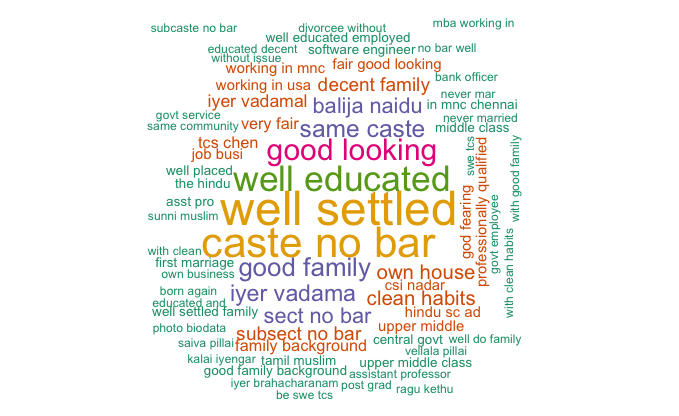 subcaste no bar
divorcee without
mba working in
well educated employed
educated decent
software engineer
no bar well
without issue
working in mnc
fair good looking
bank officer
working in usa
decent family
never mar
iyer vadamal
balija naidu
in mnc chennai
govt service
very fair
same caste
never married
same community
middle class
tcs chen
good looking
swe tcs
professionally qualified
with good family
job busi
well placed
well educated
the hindu
asst pro
well settled
god fearing
govt employee
sunni muslim
caste no bar
with clean habits
with clean
first marriage
good family
own house
own business
csi nadar
born again
iyer vadama
clean habits
educated and
well settled family
sect no bar
hindu sc ad
photo biodata
subsect no bar
upper middle
saiva pillai
family background
central govt
well do family
vellala pillai
kalai iyengar
tamil muslim
upper middle class
good family background
assistant professor
iyer brahacharanam
post grad
ragu kethu
be swe tcs